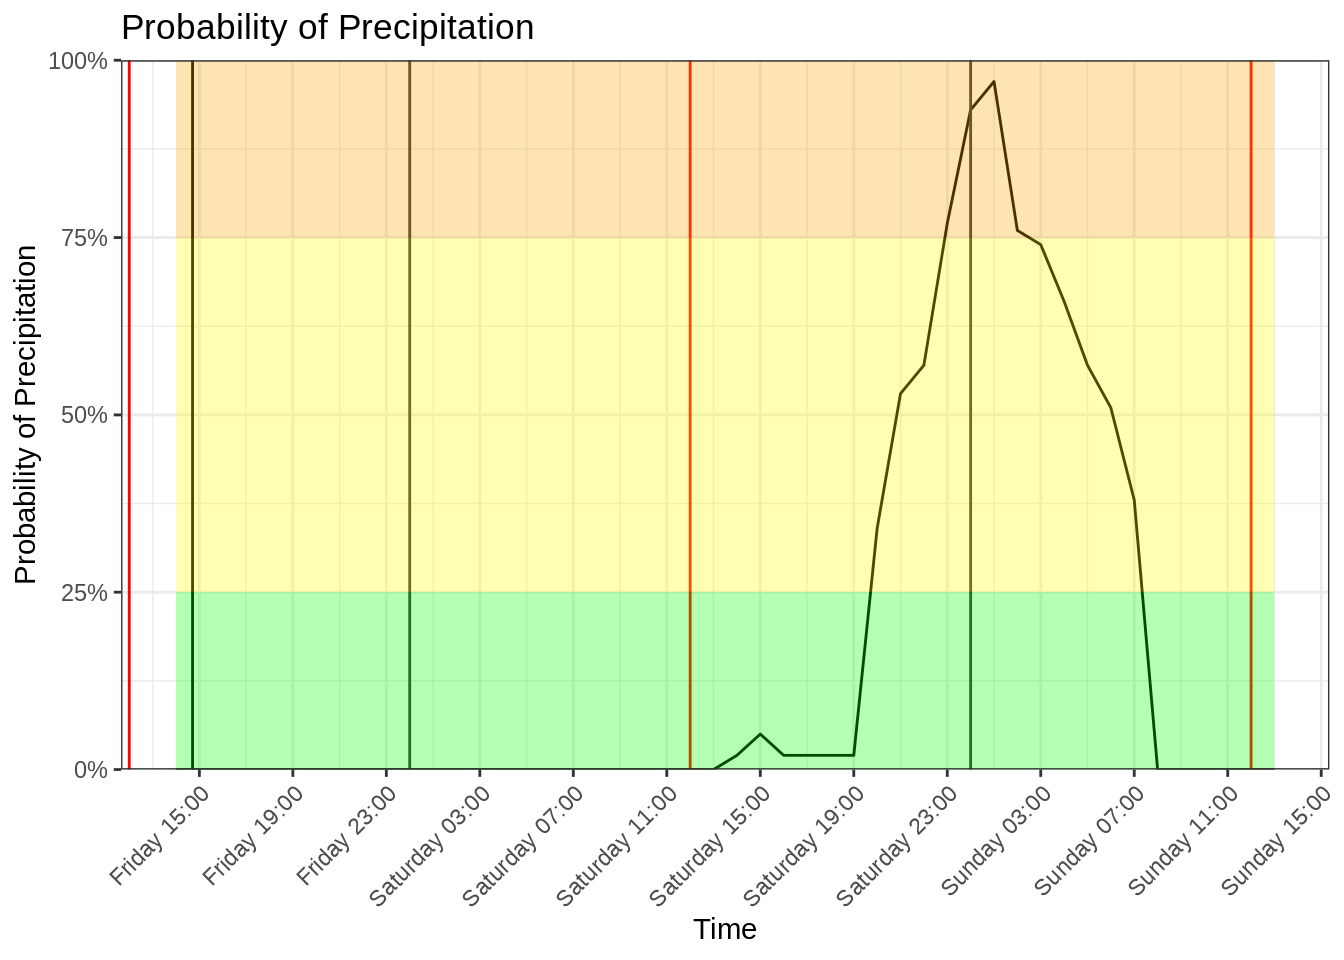 Probability of Precipitation
Probability of Precipitation
100%
75%
50%
25%
0%
Friday 15:00
Friday 19:00
Friday 23:00
Saturday 03:00
Saturday 07:00
Saturday 11:00
Saturday 15:00
Saturday 19:00
Saturday 23:00
Sunday 03:00
Sunday 07:00
Sunday 11:00
Sunday 15:00
Time